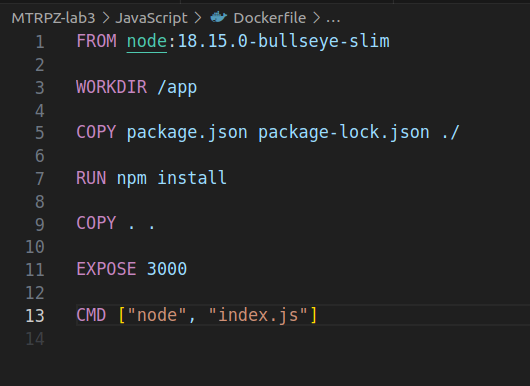 MTRPZ-lab3 > JavaScript > Dockerfile > ...
1 FROM node:18.15.0-bullseye-slim
2
3 WORKDIR /app
4
5 COPY package.json package-lock.json ./
6
7 RUN npm install
8
9 COPY . .
10
11 EXPOSE 3000
12
13 CMD ["node", "index.js"]
14